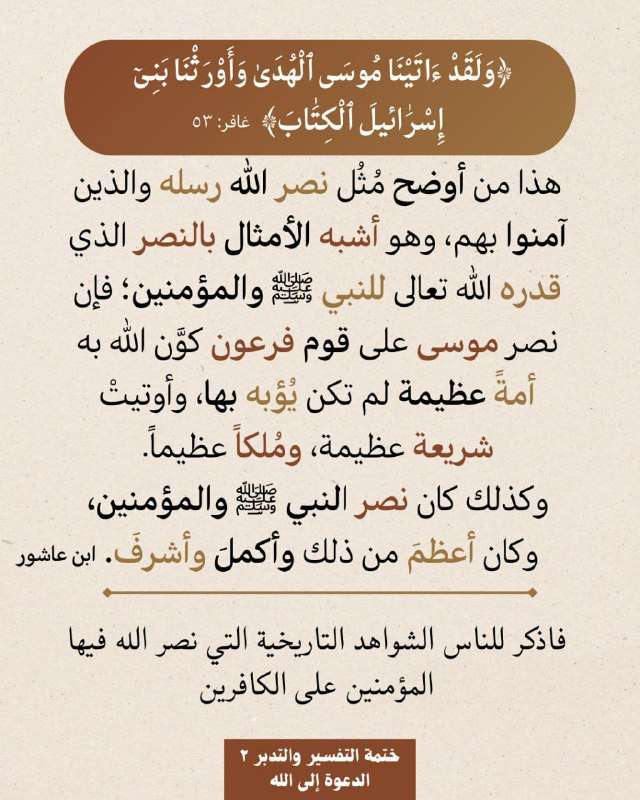 ﴿وَلَقَدْ ءَاتَيْنَا مُوسَى ٱلْهُدَىٰ وَأَوْرَثْنَا بَنِىٓ
إِسْرَٰٓءِيلَ ٱلْكِتَٰبَ﴾ غافر: ٥٣
هذا من أوضح مُثُل نصر الله رسله والذين
آمنوا بهم، وهو أشبه الأمثال بالنصر الذي
قدره الله تعالى للنبي ﷺ والمؤمنين؛ فإن
نصر موسى على قوم فرعون كوَّن الله به
أمةً عظيمة لم تكن يُؤبه بها، وأوتيتْ
شريعة عظيمة، ومُلكاً عظيماً.
وكذلك كان نصر النبي ﷺ والمؤمنين،
وكان أعظمَ من ذلك وأكملَ وأشرفَ. ابن عاشور
فاذكر للناس الشواهد التاريخية التي نصر الله فيها
المؤمنين على الكافرين
ختمة التفسير والتدبر ٢
الدعوة إلى الله